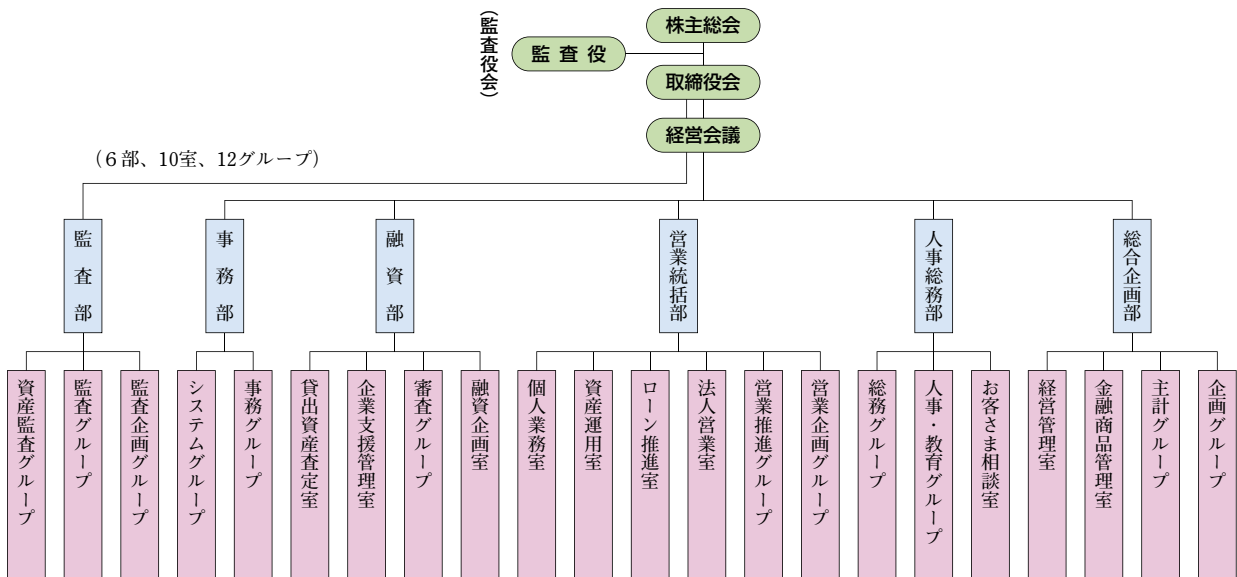 株主総会
（監査役会）
監査役
取締役会
経営会議
（６部、10室、12グループ）
監査部
事務部
融資部
営業統括部
人事総務部
総合企画部
資産監査グループ
監査グループ
監査企画グループ
システムグループ
事務グループ
貸出資産査定室
企業支援管理室
審査グループ
融資企画室
個人業務室
資産運用室
ローン推進室
法人営業室
営業推進グループ
営業企画グループ
総務グループ
人事・教育グループ
お客さま相談室
経営管理室
金融商品管理室
主計グループ
企画グループ